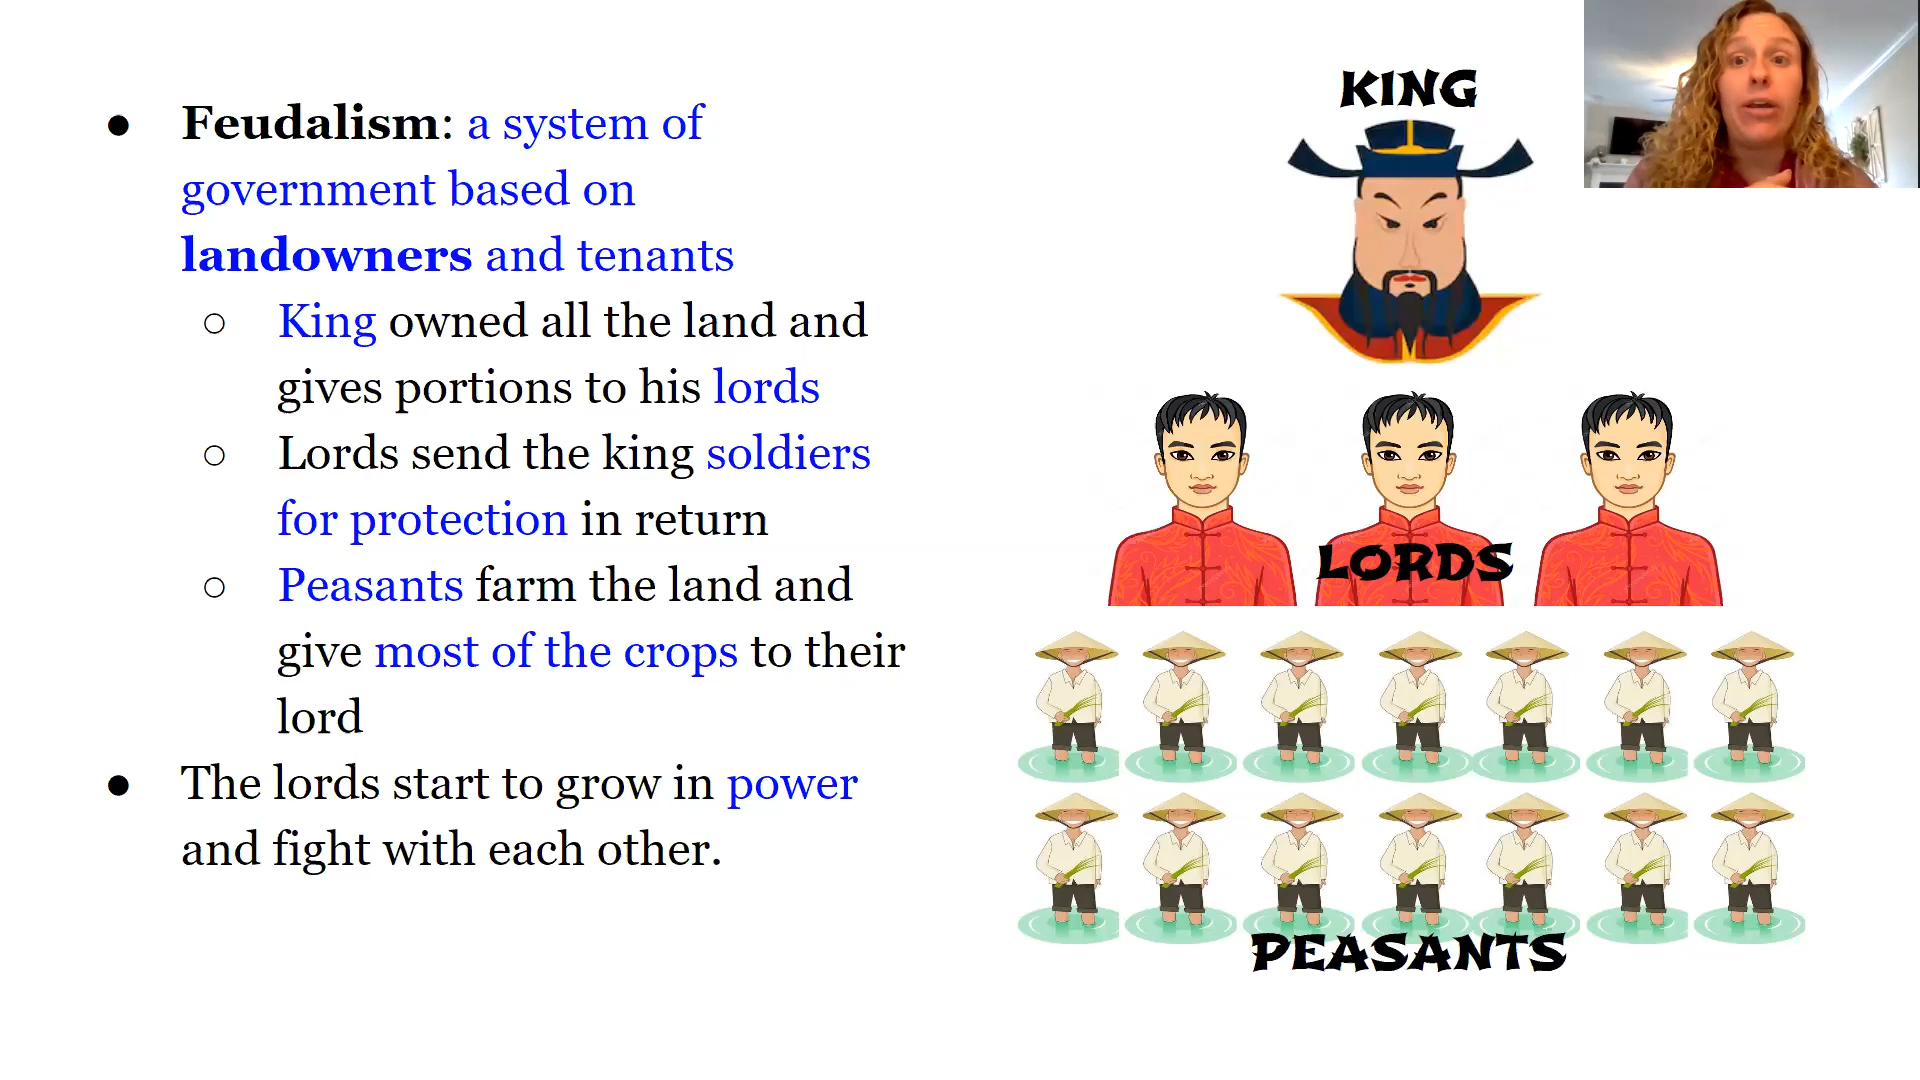 Feudalism: a system of
government based on
landowners and tenants
King owned all the land and
gives portions to his lords
Lords send the king soldiers
for protection in return
Peasants farm the land and
give most of the crops to their
lord
The lords start to grow in power
and fight with each other.
KING
LORDS
PEASANTS